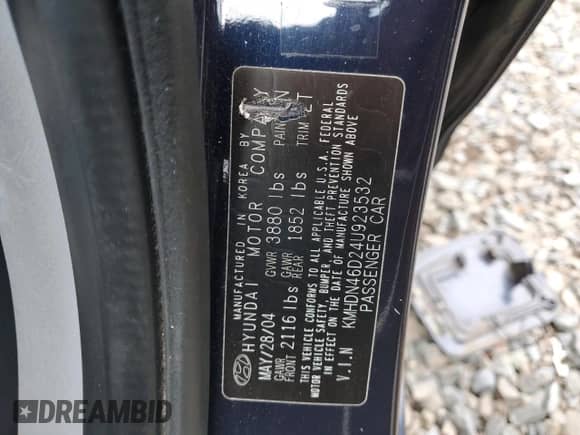 MANUFACTURED IN KOREA BY
HYUNDAI MOTOR COMPANY
MAY/28/04 GVWR 3880 lbs PAINT
GAWR FRONT 2116 lbs GAWR REAR 1852 lbs TRIM
THIS VEHICLE CONFORMS TO ALL APPLICABLE U.S.A. FEDERAL
MOTOR VEHICLE SAFETY, BUMPER, AND THEFT PREVENTION STANDARDS
IN EFFECT ON THE DATE OF MANUFACTURE SHOWN ABOVE
V.I.N KMHDN46D24U923532
PASSENGER CAR
DREAMBID